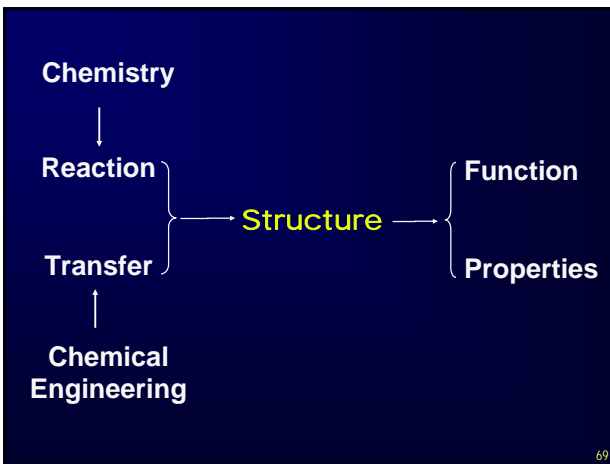 Chemistry
Reaction
Transfer
Chemical
Engineering
Structure
Function
Properties
69